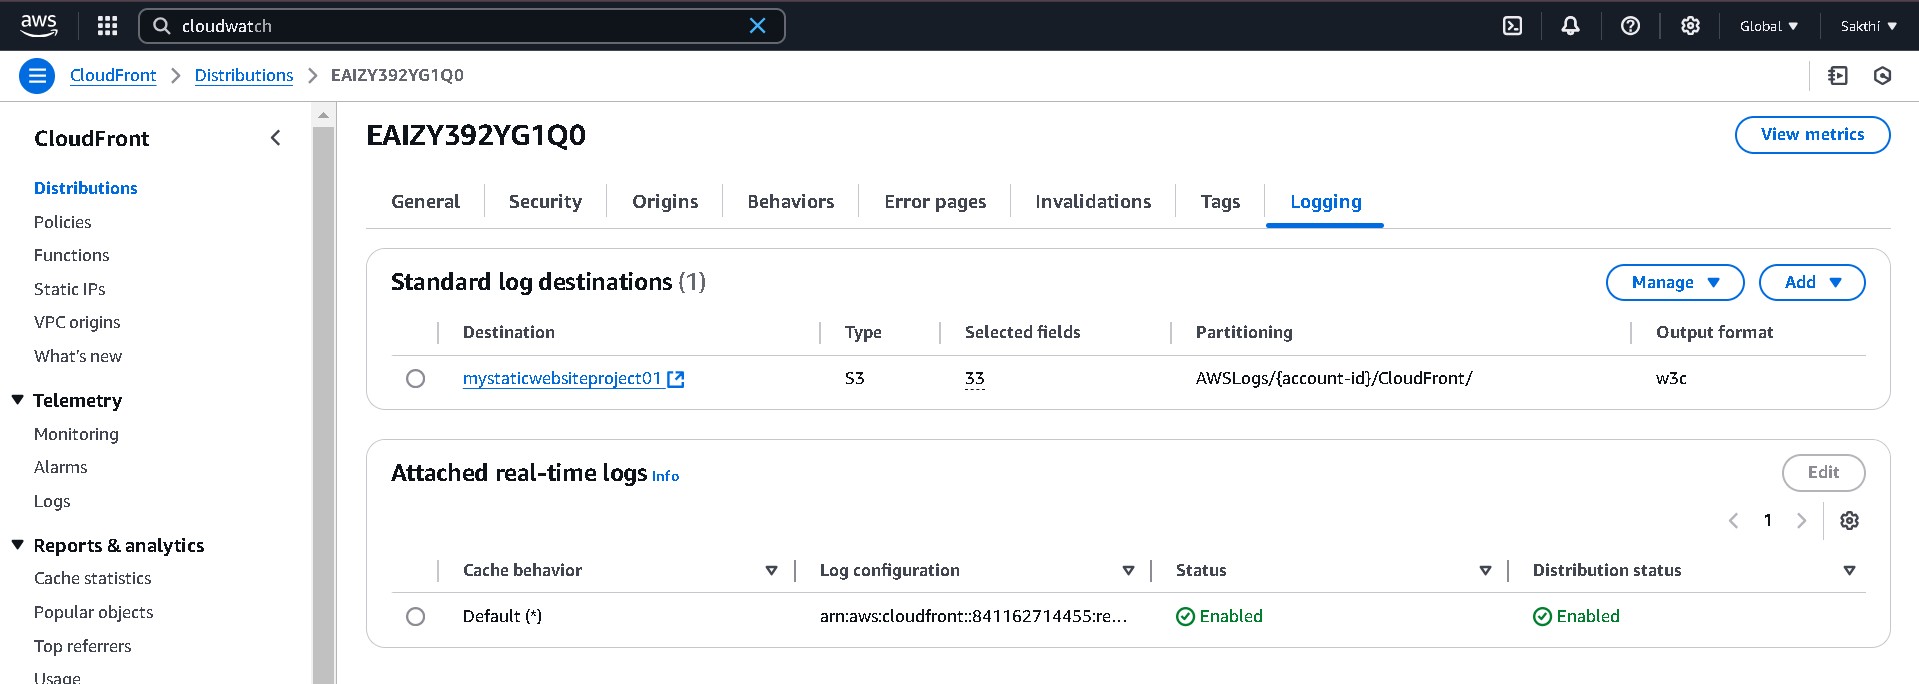 aws
cloudwatch
Global ▼
Sakthi ▼
CloudFront > Distributions > EAIZY392YG1Q0
CloudFront
Distributions
Policies
Functions
Static IPs
VPC origins
What's new
Telemetry
Monitoring
Alarms
Logs
Reports & analytics
Cache statistics
Popular objects
Top referrers
Usage
EAIZY392YG1Q0
View metrics
General Security Origins Behaviors Error pages Invalidations Tags Logging
Standard log destinations (1)
Manage ▼ Add ▼
Destination Type Selected fields Partitioning Output format
mystaticwebsiteproject01 S3 33 AWSLogs/{account-id}/CloudFront/ w3c
Attached real-time logs Info
Edit
1
Cache behavior Log configuration Status Distribution status
Default (*) arn:aws:cloudfront::841162714455:re... Enabled Enabled